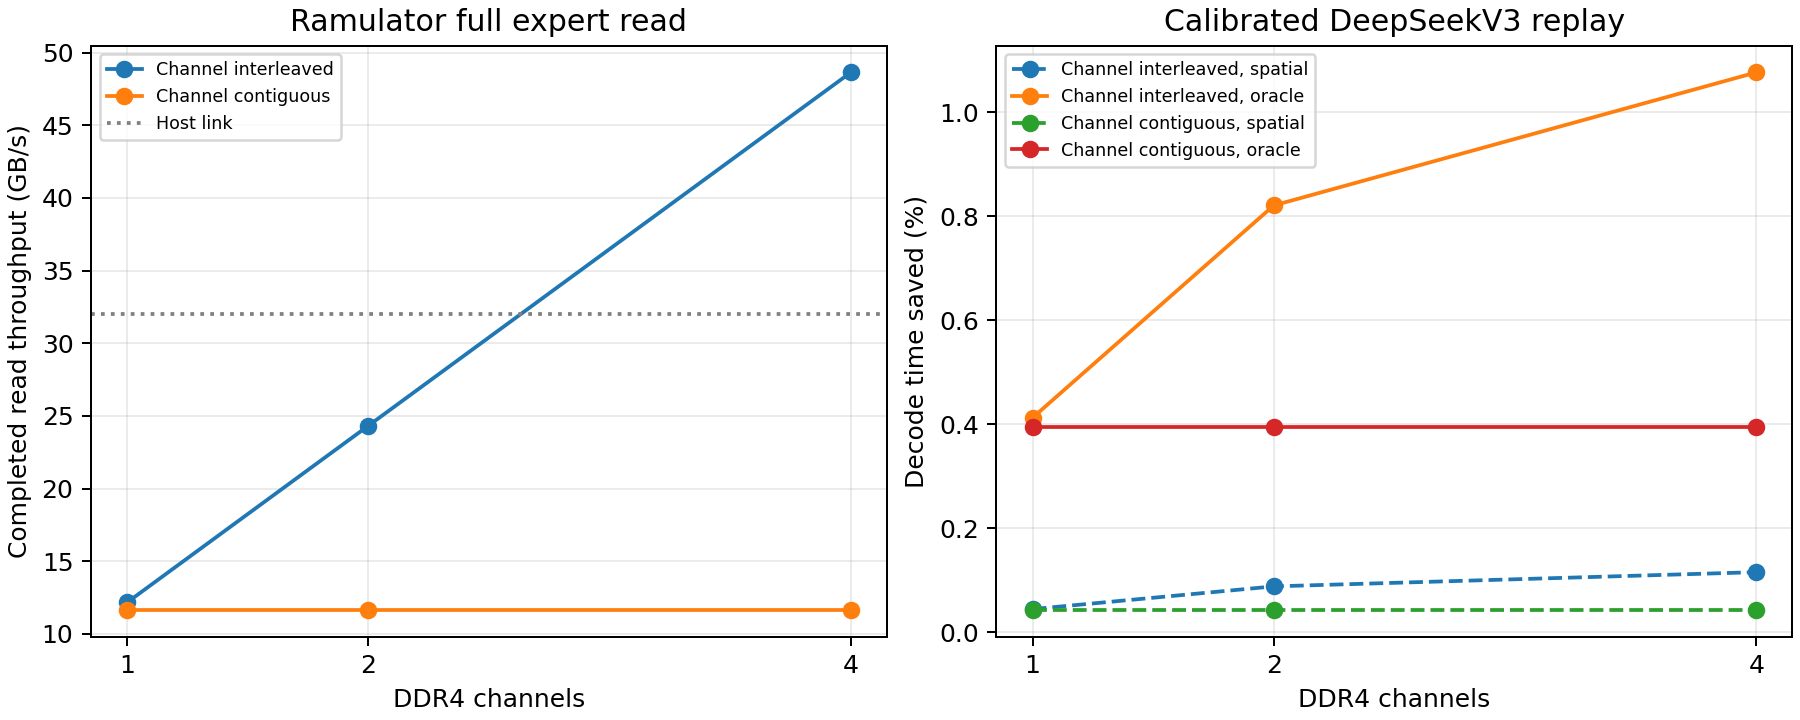 Ramulator full expert read
Channel interleaved
Channel contiguous
Host link
Completed read throughput (GB/s)
50
45
40
35
30
25
20
15
10
1
2
4
DDR4 channels
Calibrated DeepSeekV3 replay
Channel interleaved, spatial
Channel interleaved, oracle
Channel contiguous, spatial
Channel contiguous, oracle
Decode time saved (%)
1.0
0.8
0.6
0.4
0.2
0.0
1
2
4
DDR4 channels